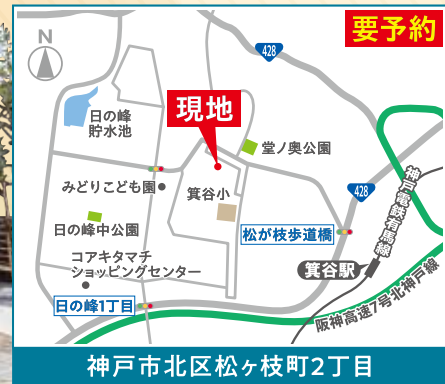 要予約
N
428
日の峰
貯水池
現地
堂ノ奥公園
みどりこども園
箕谷小
428
神戸電鉄有馬線
日の峰中公園
松が枝歩道橋
コアキタマチ
ショッピングセンター
箕谷駅
日の峰1丁目
阪神高速7号北神戸線
神戸市北区松ヶ枝町2丁目